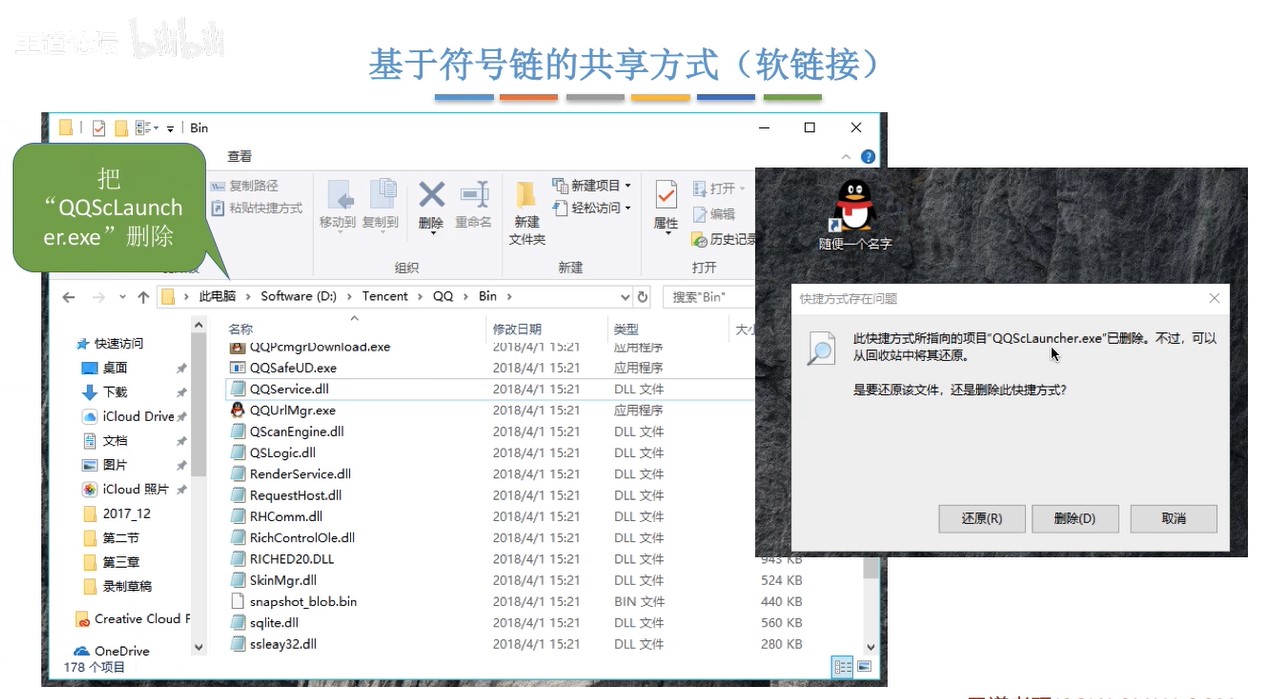 王道论坛 bilibili
基于符号链的共享方式（软链接）
Bin
查看
把
“QQScLaunch
er.exe”删除
复制路径
粘贴快捷方式
移动到 复制到 删除 重命名
新建
文件夹
新建项目
轻松访问
属性
打开
编辑
历史记录
组织 新建 打开
此电脑 › Software (D:) › Tencent › QQ › Bin ›
搜索"Bin"
名称 修改日期 类型
QQPcmgrDownload.exe 2018/4/1 15:21 应用程序
QQSafeUD.exe 2018/4/1 15:21 应用程序
QQService.dll 2018/4/1 15:21 DLL 文件
QQUrlMgr.exe 2018/4/1 15:21 应用程序
QScanEngine.dll 2018/4/1 15:21 DLL 文件
QSLogic.dll 2018/4/1 15:21 DLL 文件
RenderService.dll 2018/4/1 15:21 DLL 文件
RequestHost.dll 2018/4/1 15:21 DLL 文件
RHComm.dll 2018/4/1 15:21 DLL 文件
RichControlOle.dll 2018/4/1 15:21 DLL 文件
RICHED20.DLL 2018/4/1 15:21 DLL 文件 943 KB
SkinMgr.dll 2018/4/1 15:21 DLL 文件 524 KB
snapshot_blob.bin 2018/4/1 15:21 BIN 文件 440 KB
sqlite.dll 2018/4/1 15:21 DLL 文件 560 KB
ssleay32.dll 2018/4/1 15:21 DLL 文件 280 KB
快速访问
桌面
下载
iCloud Drive
文档
图片
iCloud 照片
2017_12
第二节
第三章
录制草稿
Creative Cloud F
OneDrive
178 个项目
随便一个名字
快捷方式存在问题
此快捷方式所指向的项目"QQScLauncher.exe"已删除。不过，可以
从回收站中将其还原。
是要还原该文件，还是删除此快捷方式?
还原(R) 删除(D) 取消